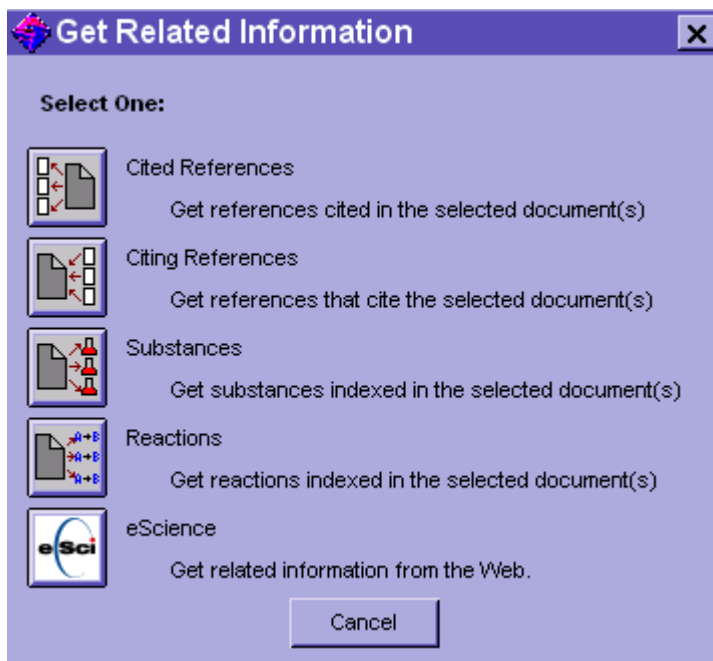 Get Related Information
Select One:
Cited References
Get references cited in the selected document(s)
Citing References
Get references that cite the selected document(s)
Substances
Get substances indexed in the selected document(s)
A→B
A→B
A→B
Reactions
Get reactions indexed in the selected document(s)
eSci
eScience
Get related information from the Web.
Cancel